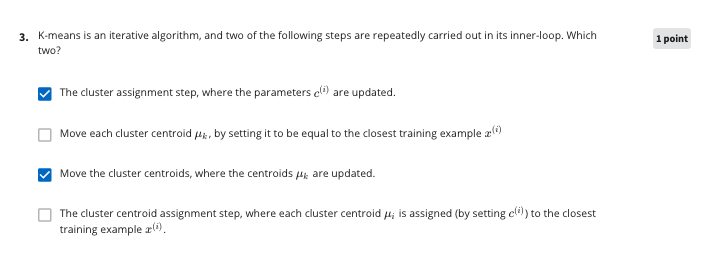 3. K-means is an iterative algorithm, and two of the following steps are repeatedly carried out in its inner-loop. Which 1 point
two?
The cluster assignment step, where the parameters c⁽ⁱ⁾ are updated.
Move each cluster centroid μₖ, by setting it to be equal to the closest training example x⁽ⁱ⁾
Move the cluster centroids, where the centroids μₖ are updated.
The cluster centroid assignment step, where each cluster centroid μᵢ is assigned (by setting c⁽ⁱ⁾) to the closest
training example x⁽ⁱ⁾.